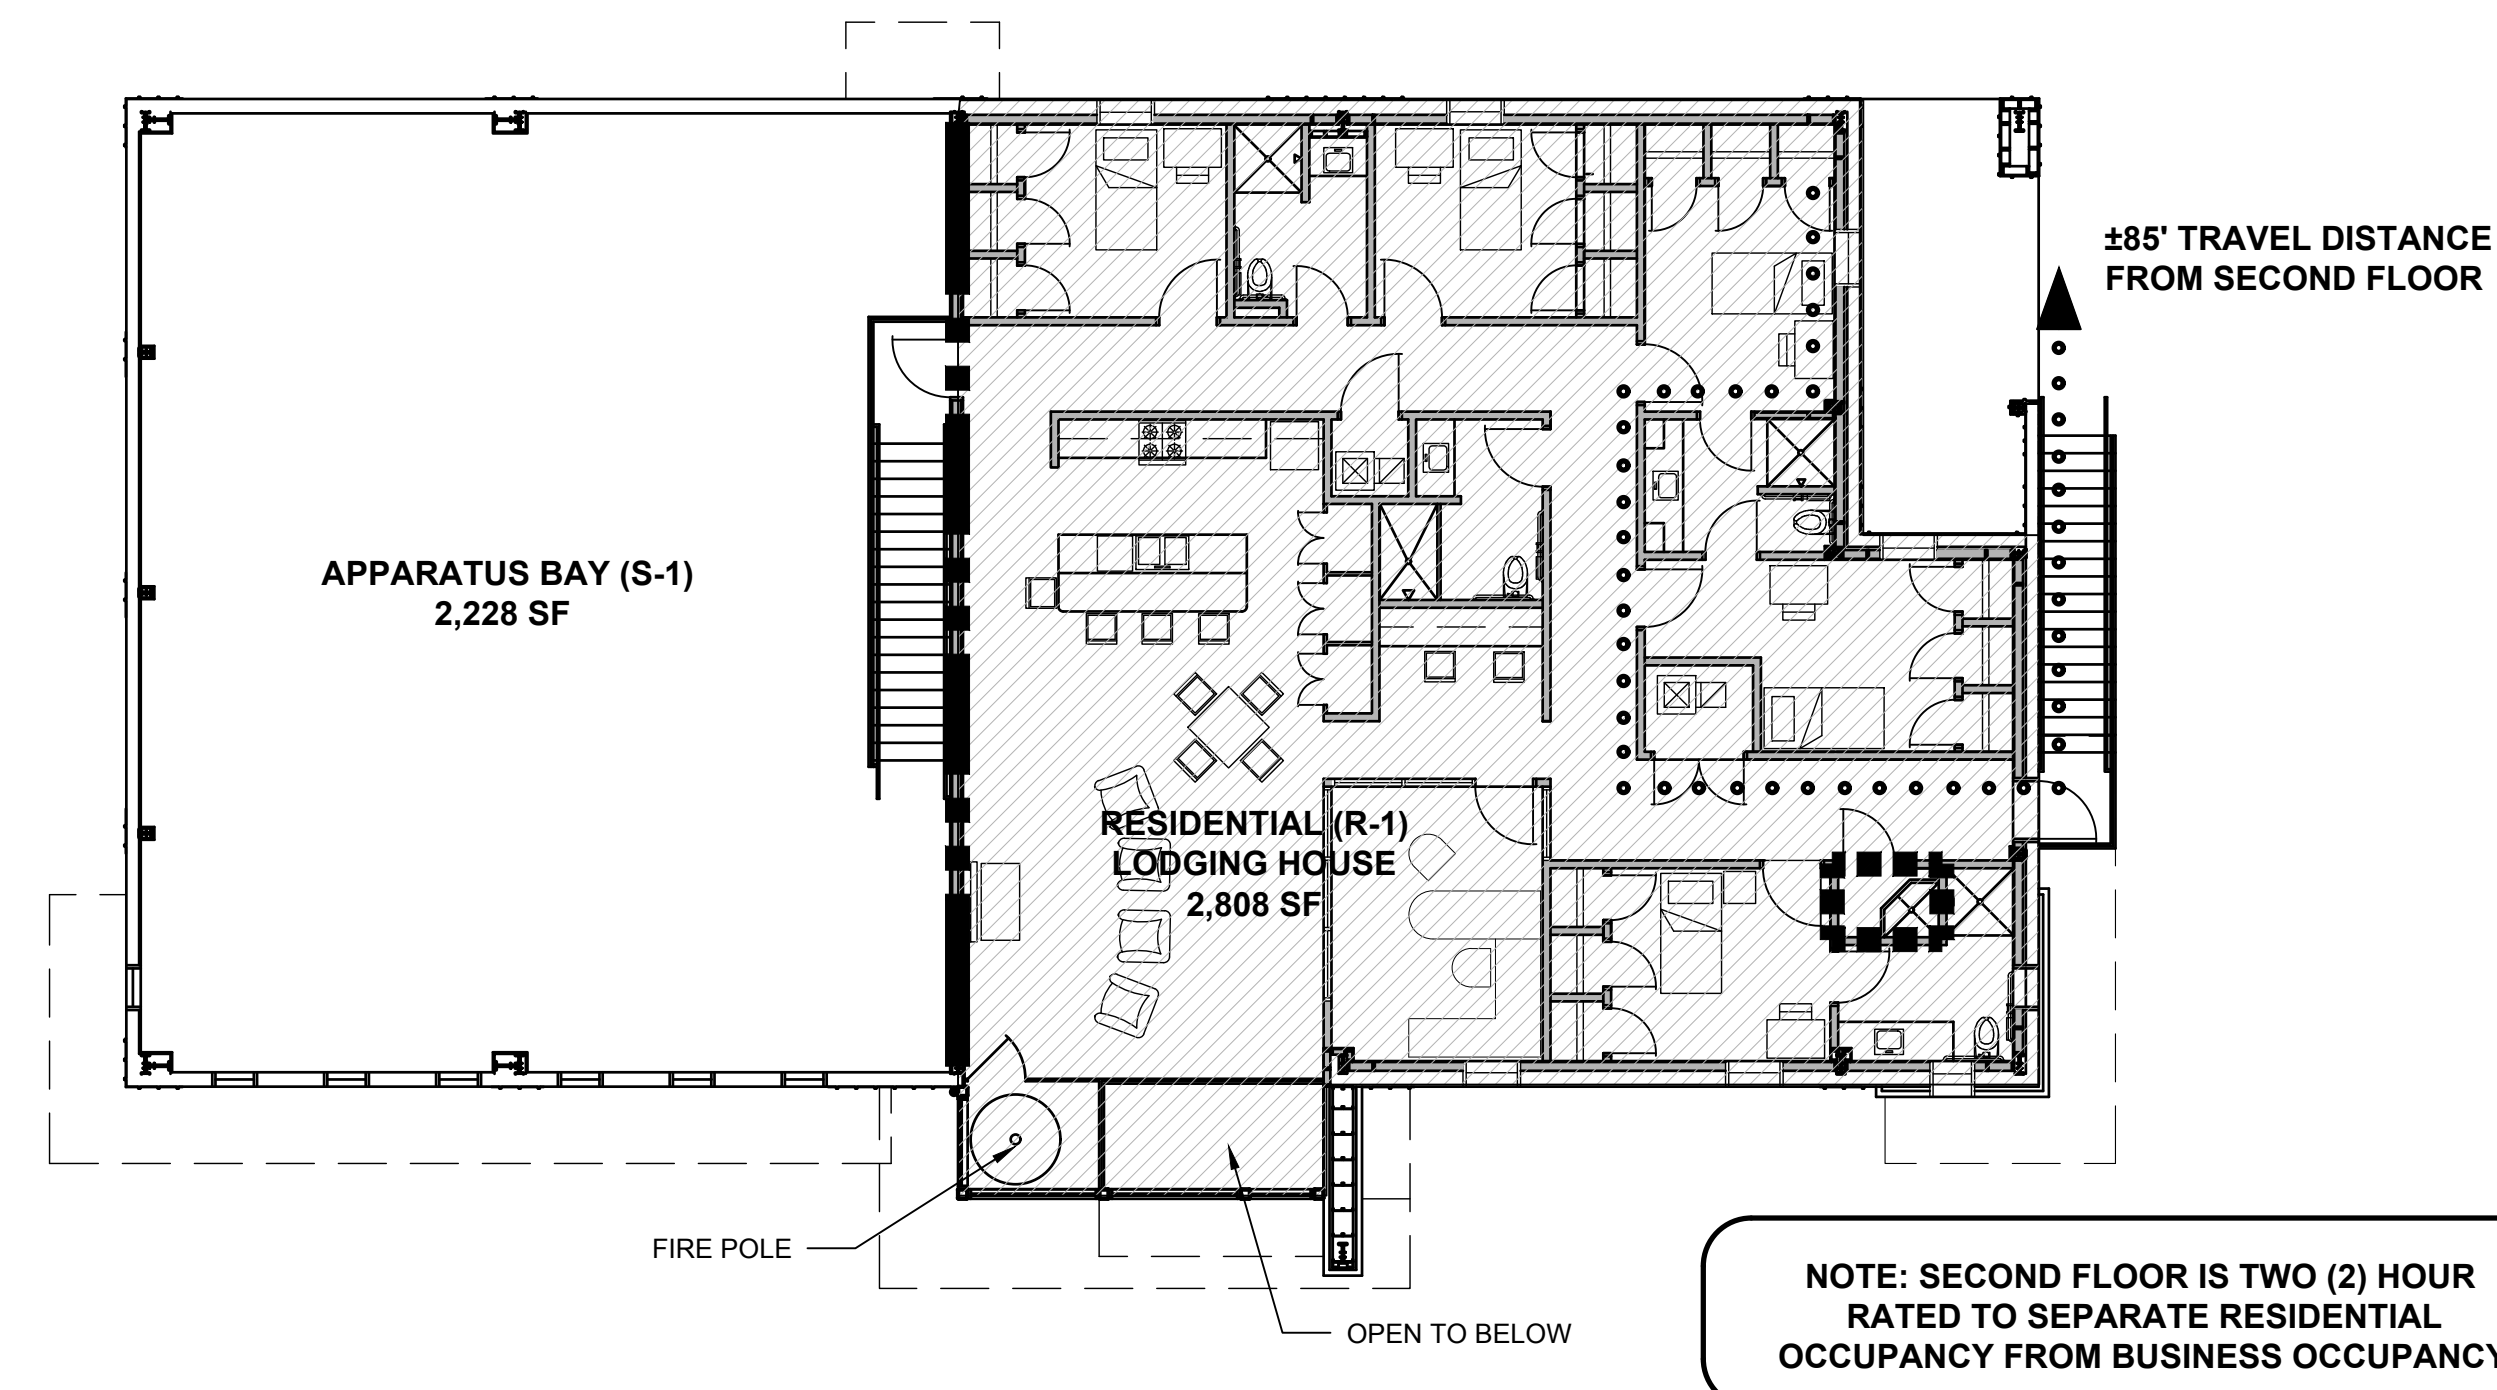 ±85' TRAVEL DISTANCE
FROM SECOND FLOOR
APPARATUS BAY (S-1)
2,228 SF
RESIDENTIAL (R-1)
LODGING HOUSE
2,808 SF
FIRE POLE
OPEN TO BELOW
NOTE: SECOND FLOOR IS TWO (2) HOUR
RATED TO SEPARATE RESIDENTIAL
OCCUPANCY FROM BUSINESS OCCUPANCY